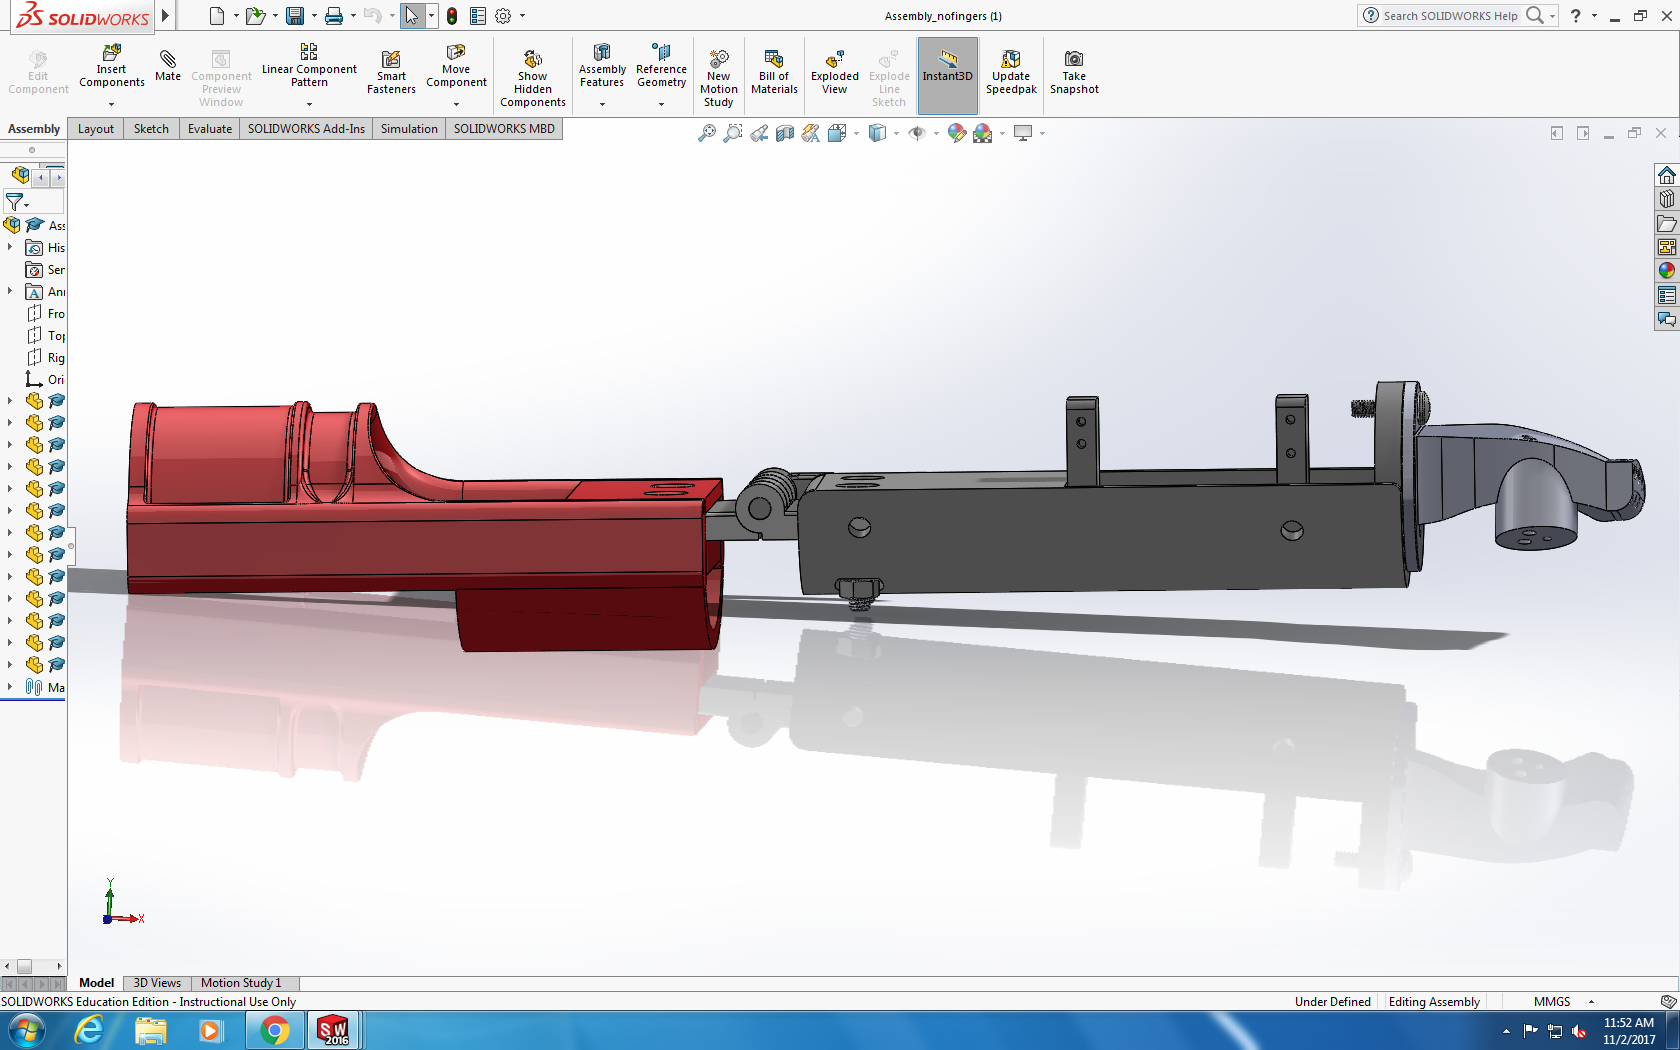 SOLIDWORKS
Assembly_nofingers (1)
Search SOLIDWORKS Help
?
Edit
Component
Insert
Components
Mate
Component
Preview
Window
Linear Component
Pattern
Smart
Fasteners
Move
Component
Show
Hidden
Components
Assembly
Features
Reference
Geometry
New
Motion
Study
Bill of
Materials
Exploded
View
Explode
Line
Sketch
Instant3D
Update
Speedpak
Take
Snapshot
Assembly
Layout
Sketch
Evaluate
SOLIDWORKS Add-Ins
Simulation
SOLIDWORKS MBD
Ass
His
Ser
A
Ann
Fro
Top
Rig
Ori
Ma
Y
X
Model
3D Views
Motion Study 1
SOLIDWORKS Education Edition - Instructional Use Only
Under Defined
Editing Assembly
MMGS
SW
2016
11:52 AM
11/2/2017